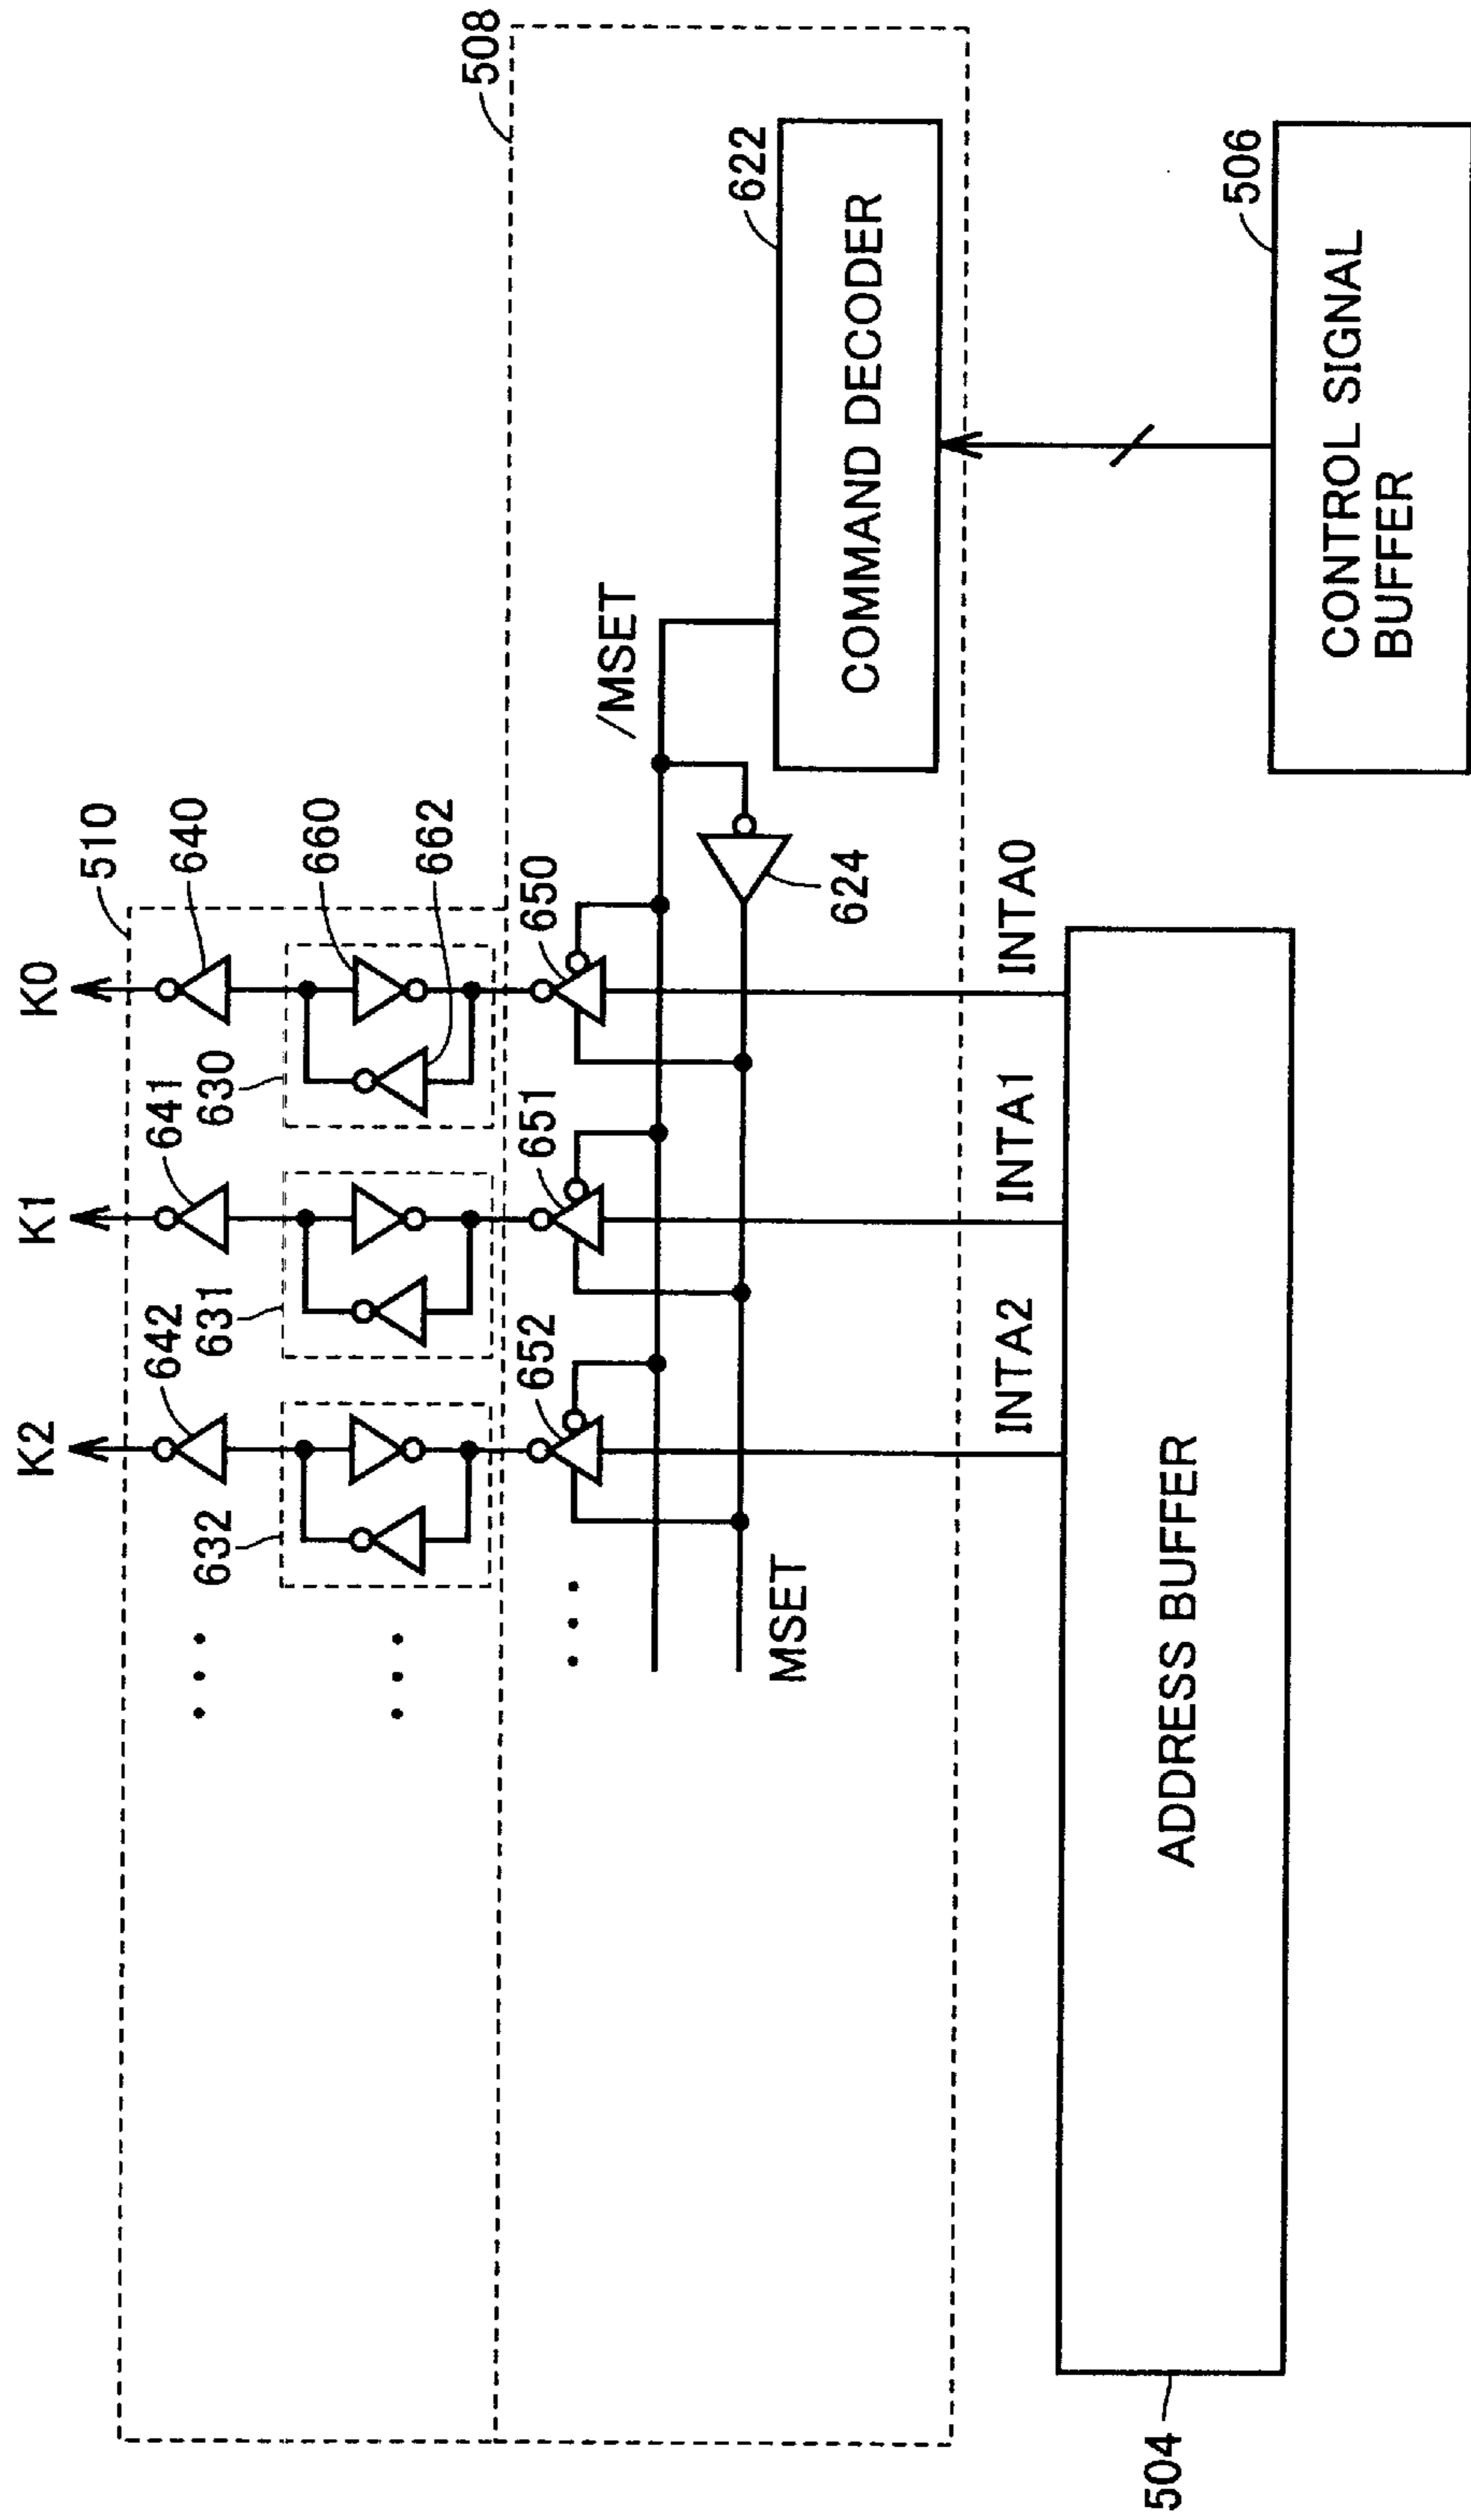 K2
K1
K0
510
642
641
640
632
631
630
660
662
508
652
651
650
/MSET
622
MSET
624
COMMAND DECODER
INTA2
INTA1
INTA0
504
ADDRESS BUFFER
506
CONTROL SIGNAL
BUFFER